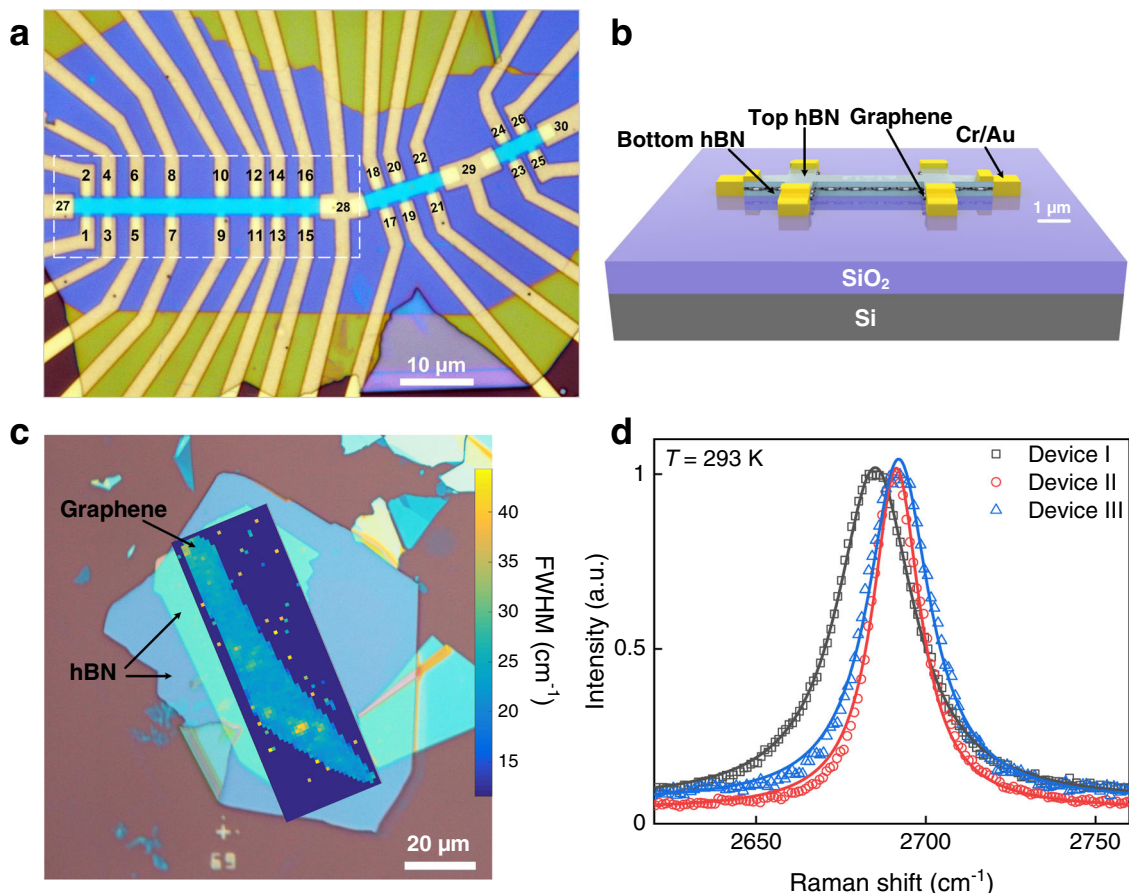 a
2 4 6 8 10 12 14 16
27
1 3 5 7 9 11 13 15
28
18 20 22
17 19 21
29
24 26
23 25
30
10 µm
b
Bottom hBN
Top hBN
Graphene
Cr/Au
1 µm
SiO₂
Si
c
Graphene
hBN
40
35
30
25
20
15
FWHM (cm⁻¹)
69
20 µm
d
T = 293 K
Device I
Device II
Device III
1
0.5
0
Intensity (a.u.)
2650 2700 2750
Raman shift (cm⁻¹)